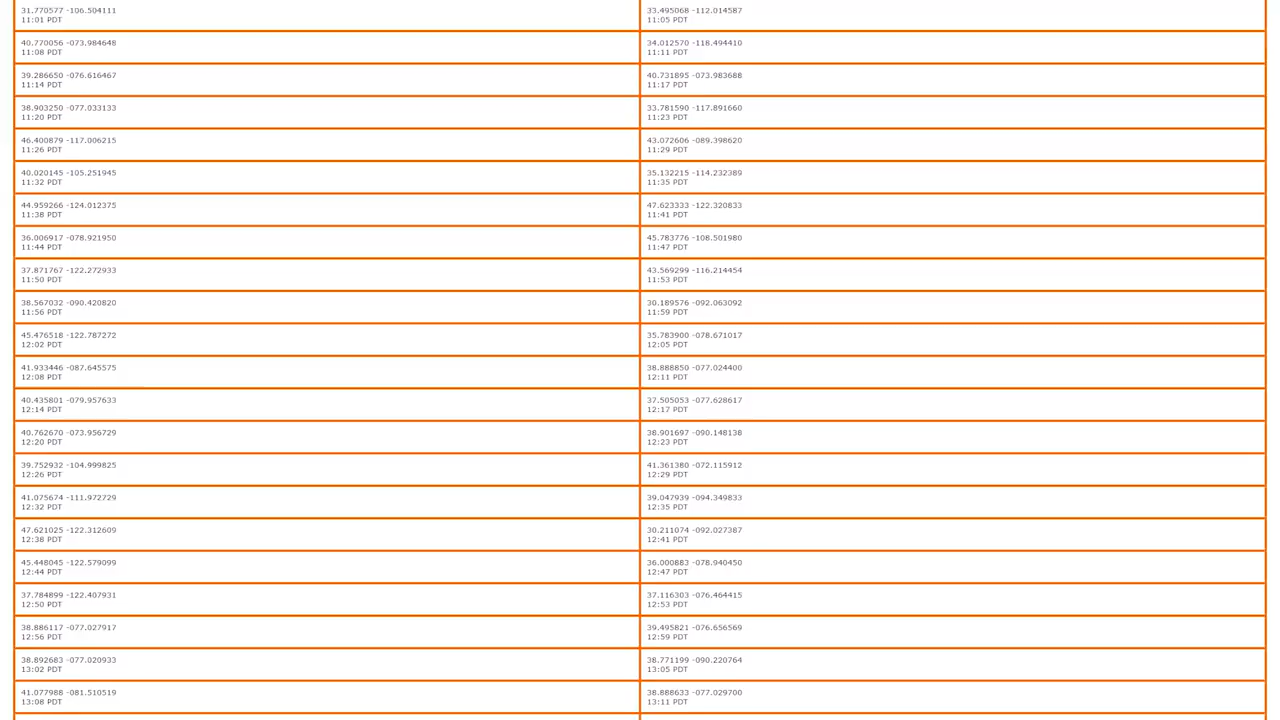 31.770577 -106.504111
11:01 PDT
33.495068 -112.014587
11:05 PDT
40.770056 -073.984648
11:08 PDT
34.012570 -118.494410
11:11 PDT
39.286650 -076.616467
11:14 PDT
40.731895 -073.983688
11:17 PDT
38.903250 -077.033133
11:20 PDT
33.781590 -117.891660
11:23 PDT
46.400879 -117.006215
11:26 PDT
43.072606 -089.398620
11:29 PDT
40.020145 -105.251945
11:32 PDT
35.132215 -114.232389
11:35 PDT
44.959266 -124.012375
11:38 PDT
47.623333 -122.320833
11:41 PDT
36.006917 -078.921950
11:44 PDT
45.783776 -108.501980
11:47 PDT
37.871767 -122.272933
11:50 PDT
43.569299 -116.214454
11:53 PDT
38.567032 -090.420820
11:56 PDT
30.189576 -092.063092
11:59 PDT
45.476518 -122.787272
12:02 PDT
35.783900 -078.671017
12:05 PDT
41.933446 -087.645575
12:08 PDT
38.888850 -077.024400
12:11 PDT
40.435801 -079.957633
12:14 PDT
37.505053 -077.628617
12:17 PDT
40.762670 -073.956729
12:20 PDT
38.901697 -090.148138
12:23 PDT
39.752932 -104.999825
12:26 PDT
41.361380 -072.115912
12:29 PDT
41.075674 -111.972729
12:32 PDT
39.047939 -094.349833
12:35 PDT
47.621025 -122.312609
12:38 PDT
30.211074 -092.027387
12:41 PDT
45.448045 -122.579099
12:44 PDT
36.000883 -078.940450
12:47 PDT
37.784899 -122.407931
12:50 PDT
37.116303 -076.464415
12:53 PDT
38.886117 -077.027917
12:56 PDT
39.495821 -076.656569
12:59 PDT
38.892683 -077.020933
13:02 PDT
38.771199 -090.220764
13:05 PDT
41.077988 -081.510519
13:08 PDT
38.888633 -077.029700
13:11 PDT